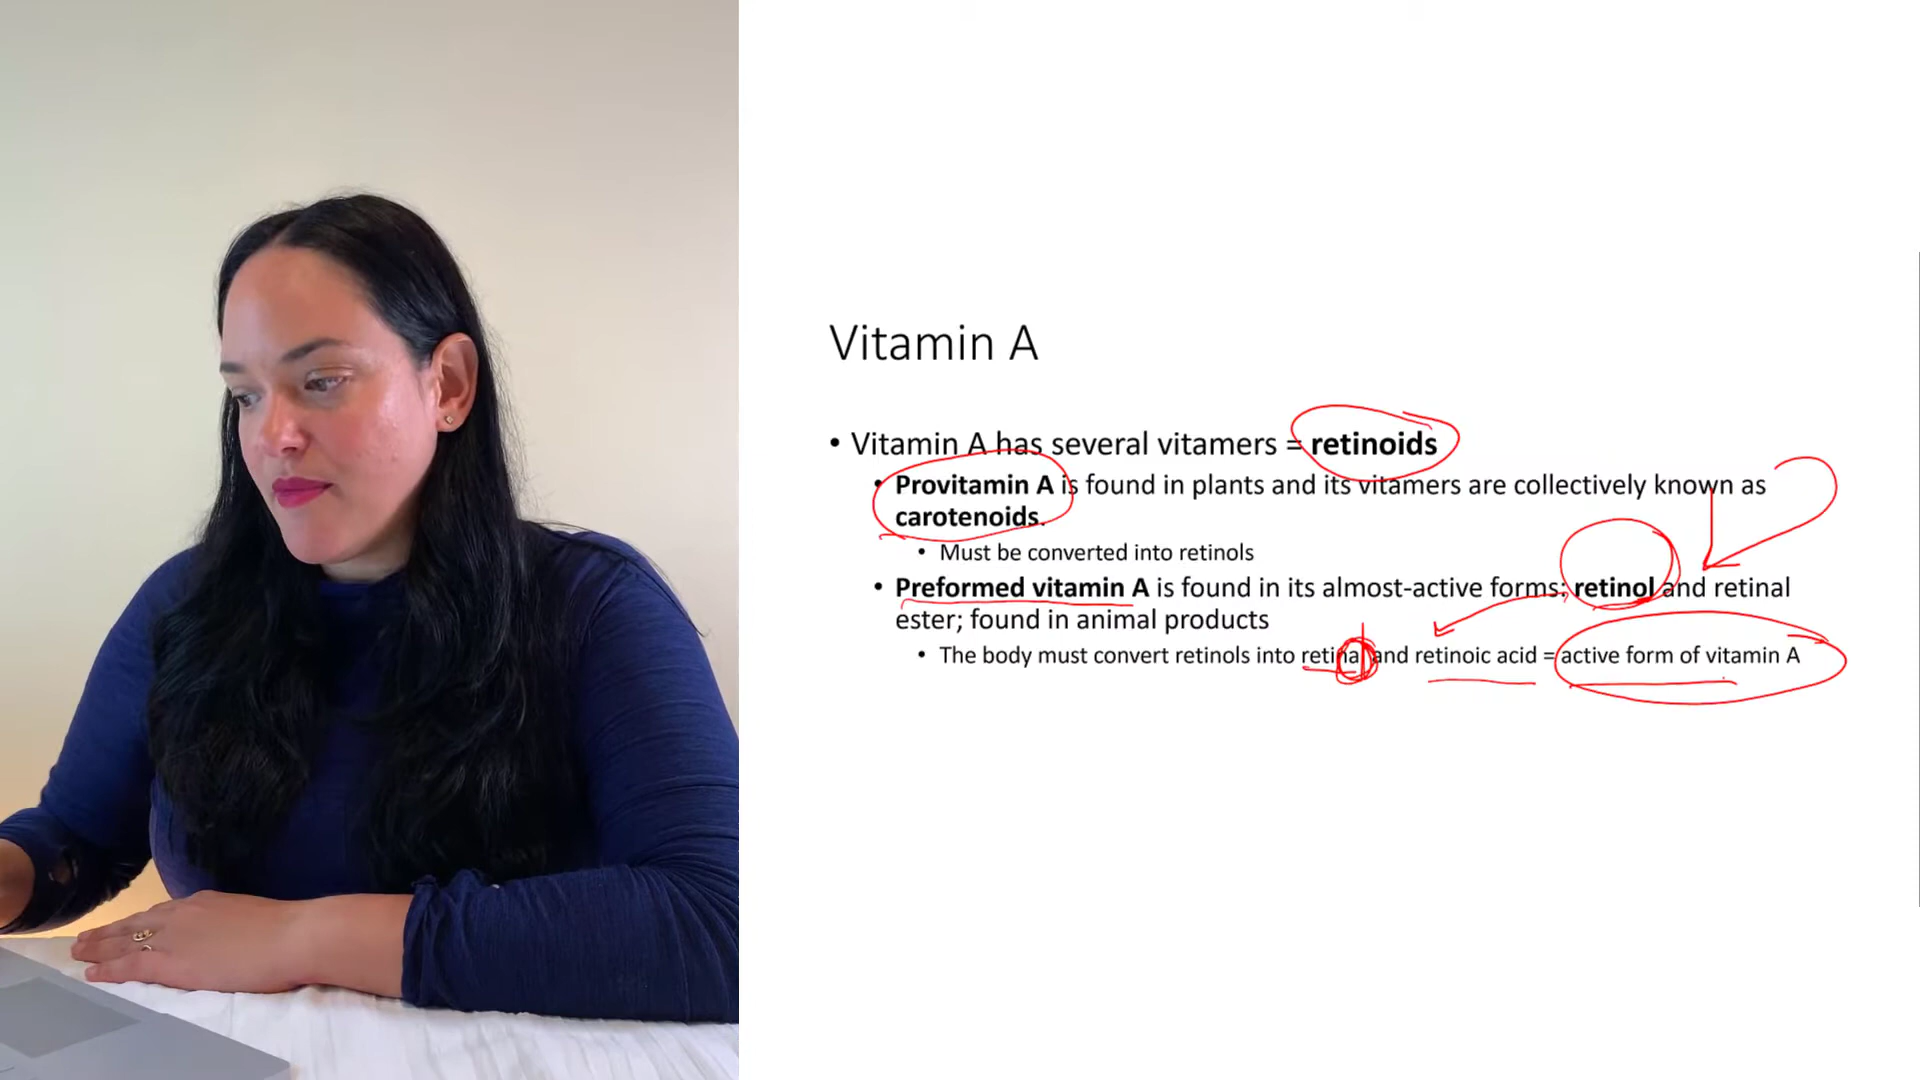 Vitamin A
• Vitamin A has several vitamers = retinoids
• Provitamin A is found in plants and its vitamers are collectively known as
carotenoids.
• Must be converted into retinols
• Preformed vitamin A is found in its almost-active forms: retinol and retinal
ester; found in animal products
• The body must convert retinols into retinal and retinoic acid = active form of vitamin A